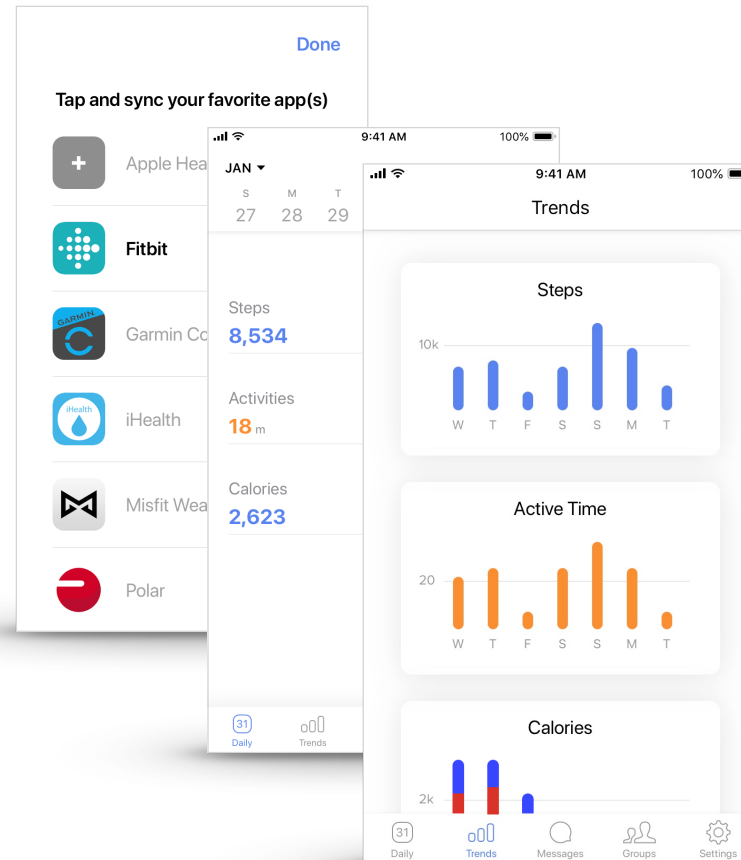 Done
Tap and sync your favorite app(s)
Apple Hea
Fitbit
GARMIN
Garmin Co
iHealth
iHealth
Misfit Wea
Polar
9:41 AM 100%
JAN
S M T
27 28 29
Steps
8,534
Activities
18 m
Calories
2,623
31
Daily Trends
9:41 AM 100%
Trends
Steps
10k
W T F S S M T
Active Time
20
W T F S S M T
Calories
2k
31
Daily Trends Messages Groups Settings